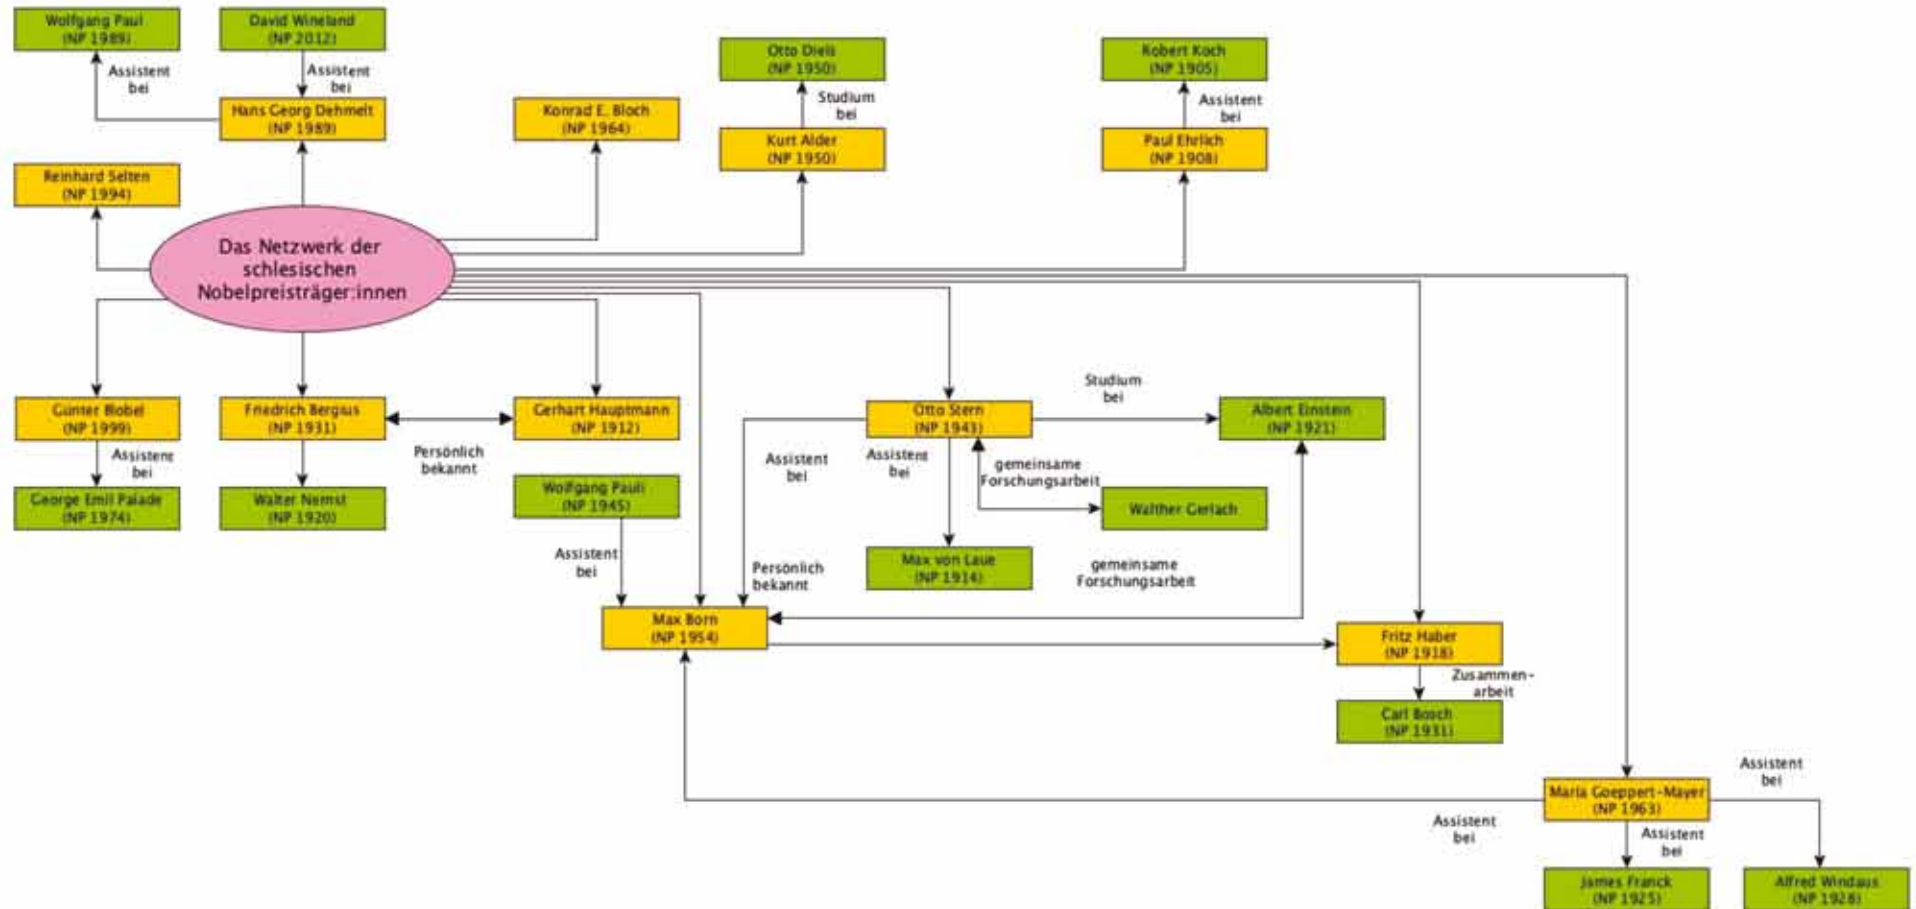 Wolfgang Paul
(NP 1989)
David Wineland
(NP 2012)
Assistent
bei
Assistent
bei
Hans Georg Dehmelt
(NP 1989)
Konrad E. Bloch
(NP 1964)
Otto Diels
(NP 1950)
Studium
bei
Kurt Alder
(NP 1950)
Robert Koch
(NP 1905)
Assistent
bei
Paul Ehrlich
(NP 1908)
Reinhard Selten
(NP 1994)
Das Netzwerk der
schlesischen
Nobelpreisträger:innen
Günter Blobel
(NP 1999)
Assistent
bei
George Emil Palade
(NP 1974)
Friedrich Bergius
(NP 1931)
Walter Nernst
(NP 1920)
Persönlich
bekannt
Gerhart Hauptmann
(NP 1912)
Wolfgang Pauli
(NP 1945)
Assistent
bei
Otto Stern
(NP 1943)
Studium
bei
Albert Einstein
(NP 1921)
Assistent
bei
Assistent
bei
gemeinsame
Forschungsarbeit
Walther Gerlach
Max von Laue
(NP 1914)
Persönlich
bekannt
gemeinsame
Forschungsarbeit
Max Born
(NP 1954)
Fritz Haber
(NP 1918)
Zusammen-
arbeit
Carl Bosch
(NP 1931)
Maria Goeppert-Mayer
(NP 1963)
Assistent
bei
Assistent
bei
Assistent
bei
James Franck
(NP 1925)
Alfred Windaus
(NP 1928)